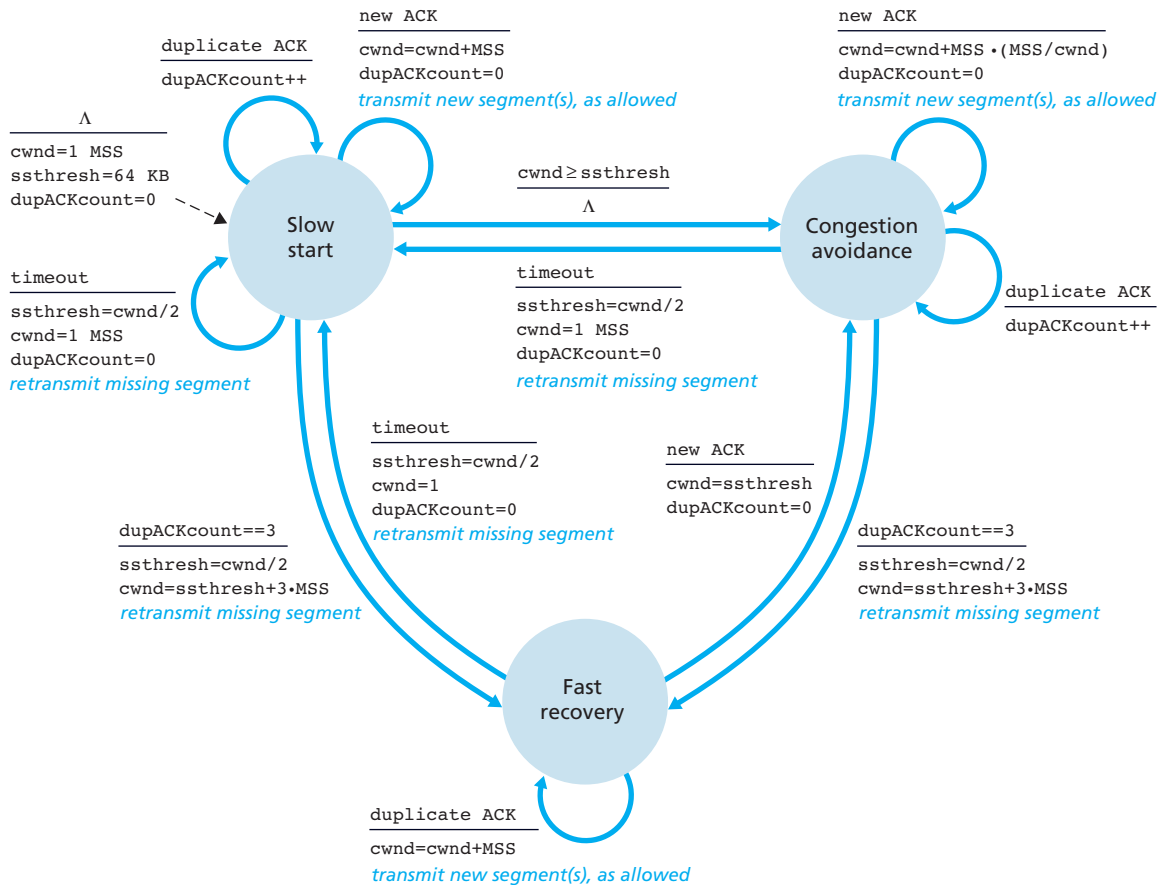 new ACK
cwnd=cwnd+MSS
dupACKcount=0
transmit new segment(s), as allowed
new ACK
cwnd=cwnd+MSS •(MSS/cwnd)
dupACKcount=0
transmit new segment(s), as allowed
duplicate ACK
dupACKcount++
Λ
cwnd=1 MSS
ssthresh=64 KB
dupACKcount=0
Slow
start
cwnd≥ssthresh
Λ
Congestion
avoidance
timeout
ssthresh=cwnd/2
cwnd=1 MSS
dupACKcount=0
retransmit missing segment
timeout
ssthresh=cwnd/2
cwnd=1 MSS
dupACKcount=0
retransmit missing segment
duplicate ACK
dupACKcount++
timeout
ssthresh=cwnd/2
cwnd=1
dupACKcount=0
retransmit missing segment
new ACK
cwnd=ssthresh
dupACKcount=0
dupACKcount==3
ssthresh=cwnd/2
cwnd=ssthresh+3•MSS
retransmit missing segment
dupACKcount==3
ssthresh=cwnd/2
cwnd=ssthresh+3•MSS
retransmit missing segment
Fast
recovery
duplicate ACK
cwnd=cwnd+MSS
transmit new segment(s), as allowed